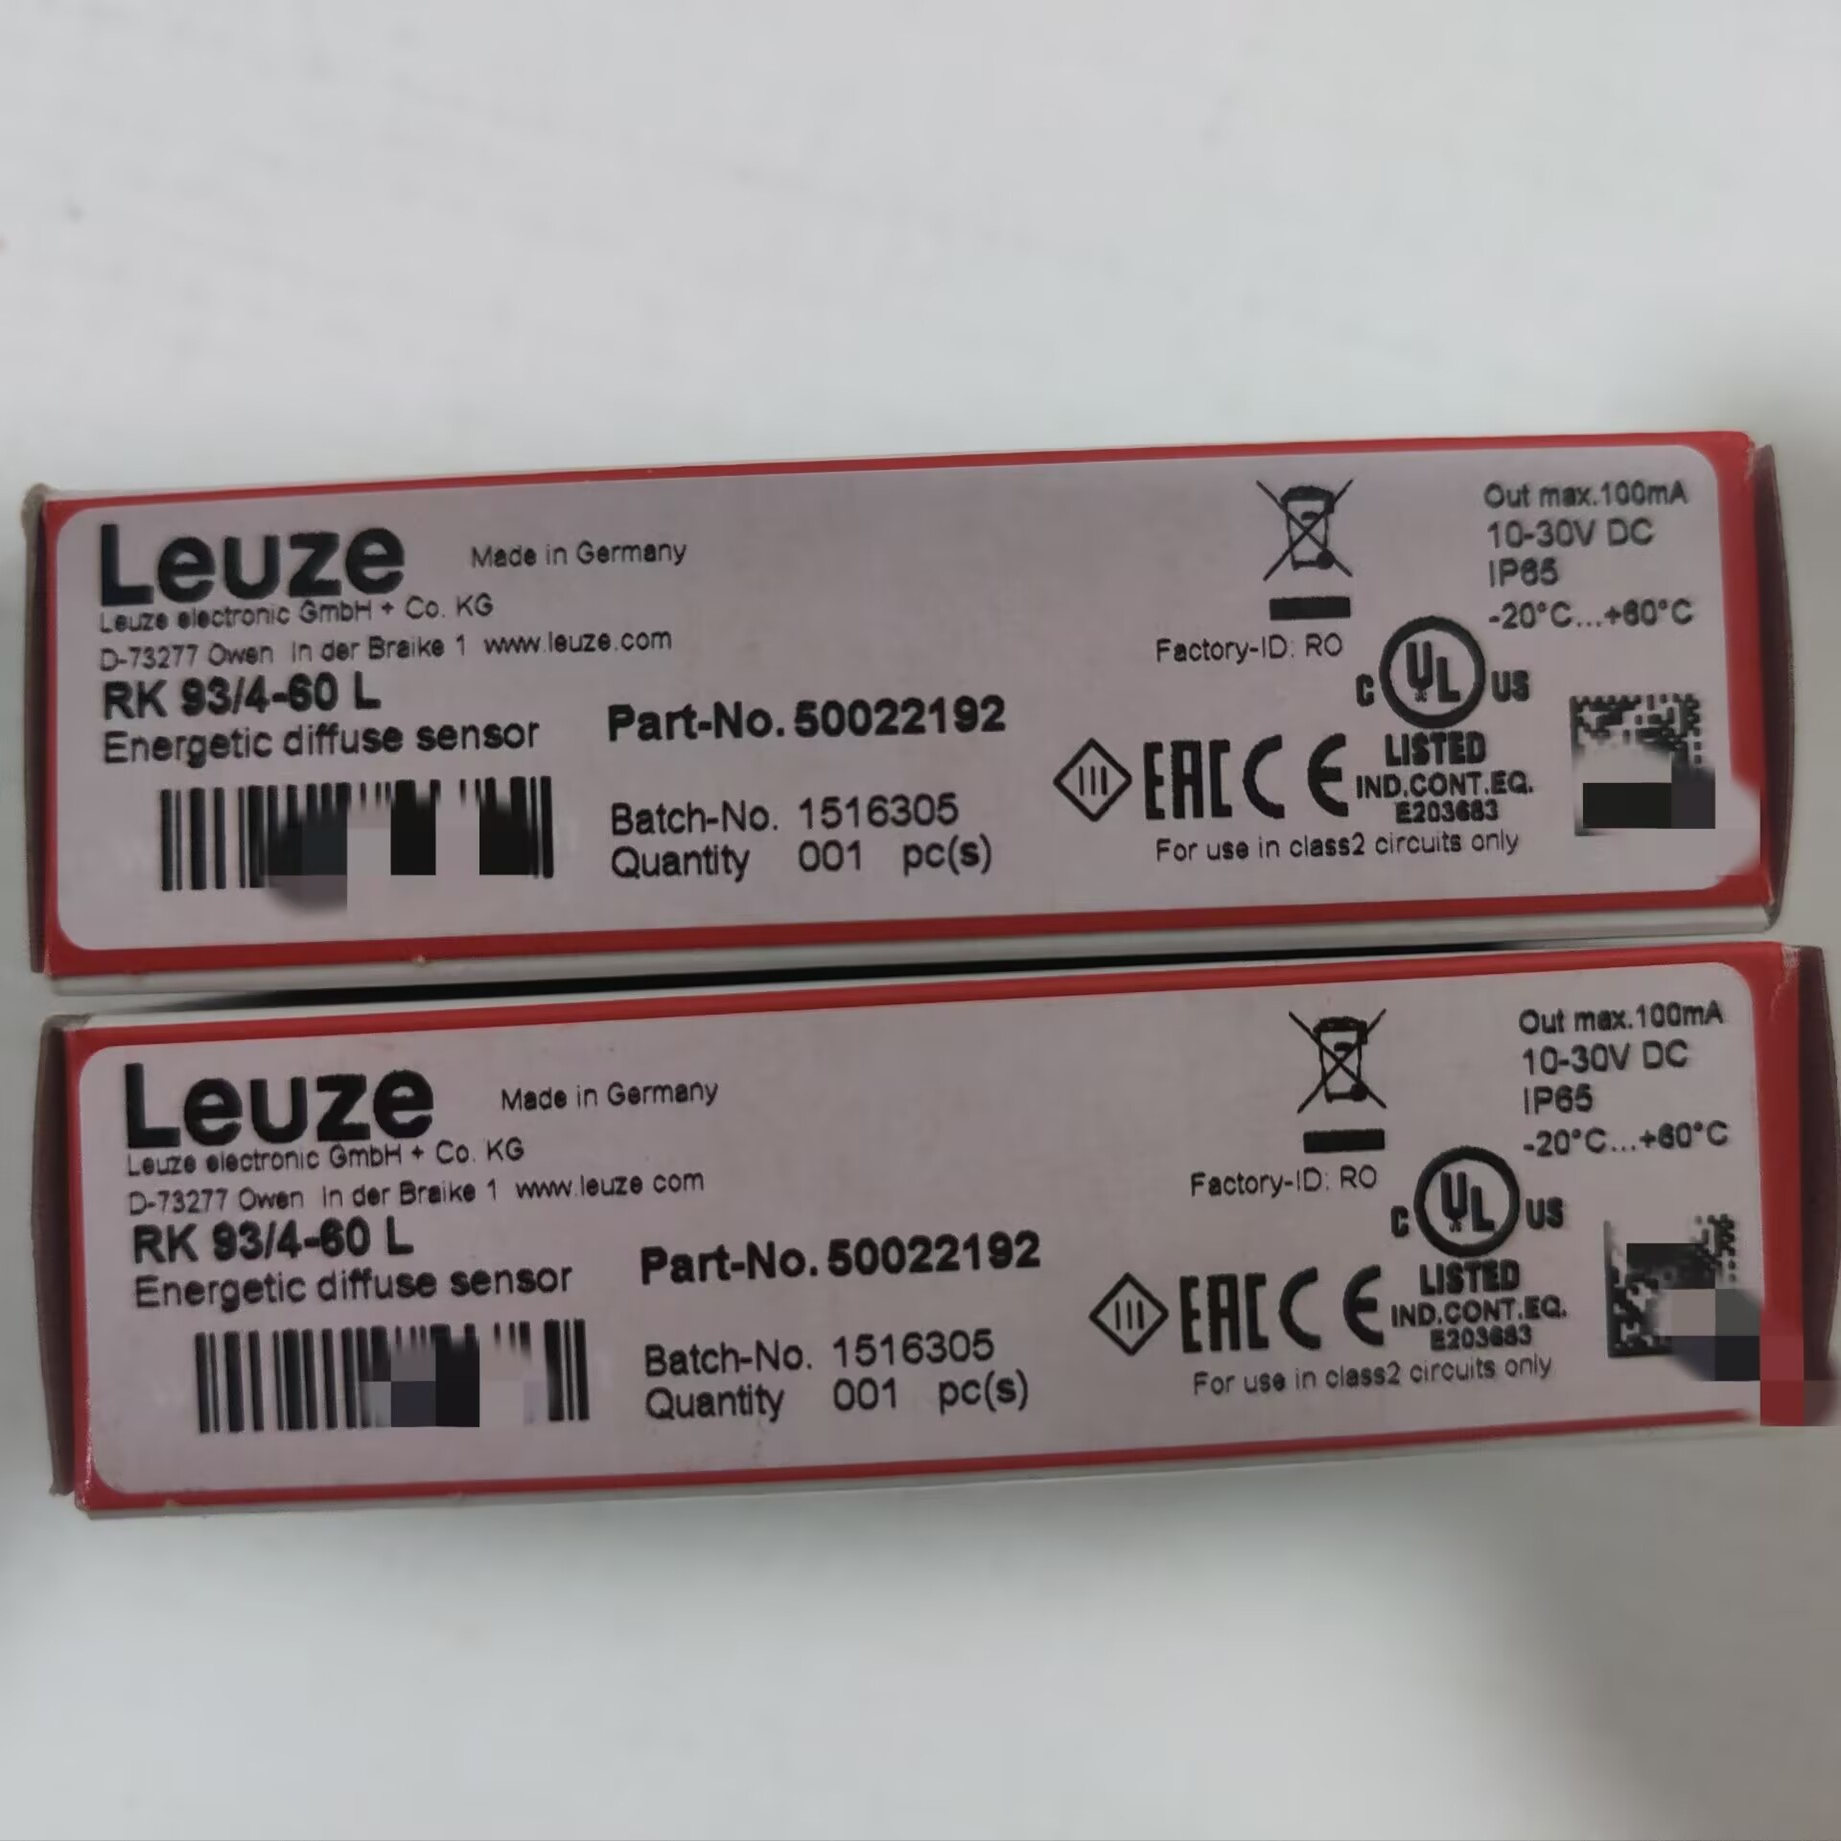 Leuze Made in Germany
Leuze electronic GmbH + Co. KG
D-73277 Owen In der Braike 1 www.leuze.com
RK 93/4-60 L
Energetic diffuse sensor
Part-No. 50022192
Batch-No. 1516305
Quantity 001 pc(s)
Factory-ID: RO
Out max.100mA
10-30V DC
IP65
-20°C...+60°C
C UL US
LISTED
IND.CONT.EQ.
E203683
III EAC CE
For use in class2 circuits only
Leuze Made in Germany
Leuze electronic GmbH + Co. KG
D-73277 Owen In der Braike 1 www.leuze com
RK 93/4-60 L
Energetic diffuse sensor
Part-No. 50022192
Batch-No. 1516305
Quantity 001 pc(s)
Factory-ID: RO
Out max.100mA
10-30V DC
IP65
-20°C...+60°C
C UL US
LISTED
IND.CONT.EQ.
E203683
III EAC CE
For use in class2 circuits only